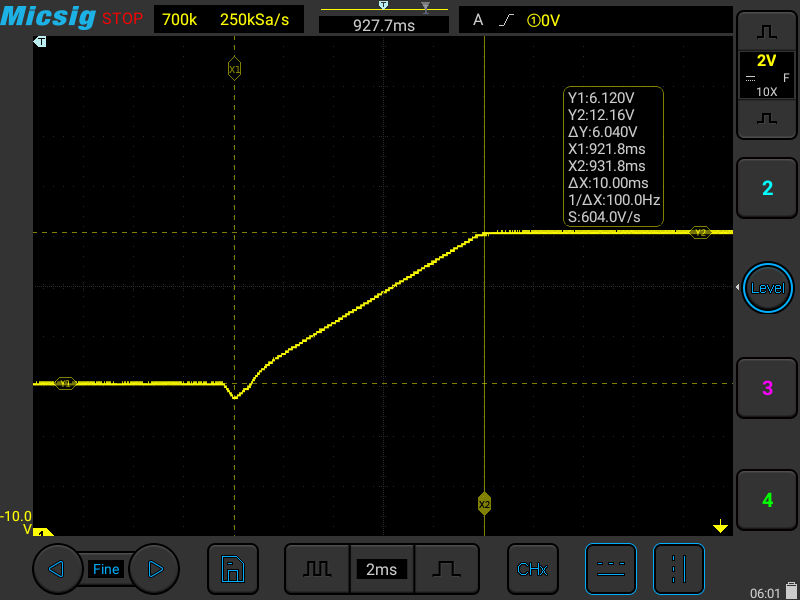 Micsig STOP 700k 250kSa/s T 927.7ms A ①0V
T
X1
2V
F
10X
Y1:6.120V
Y2:12.16V
ΔY:6.040V
X1:921.8ms
X2:931.8ms
ΔX:10.00ms
1/ΔX:100.0Hz
S:604.0V/s
2
Y2
Level
Y1
3
X2
4
-10.0
V
1
Fine
2ms
CHx
06:01